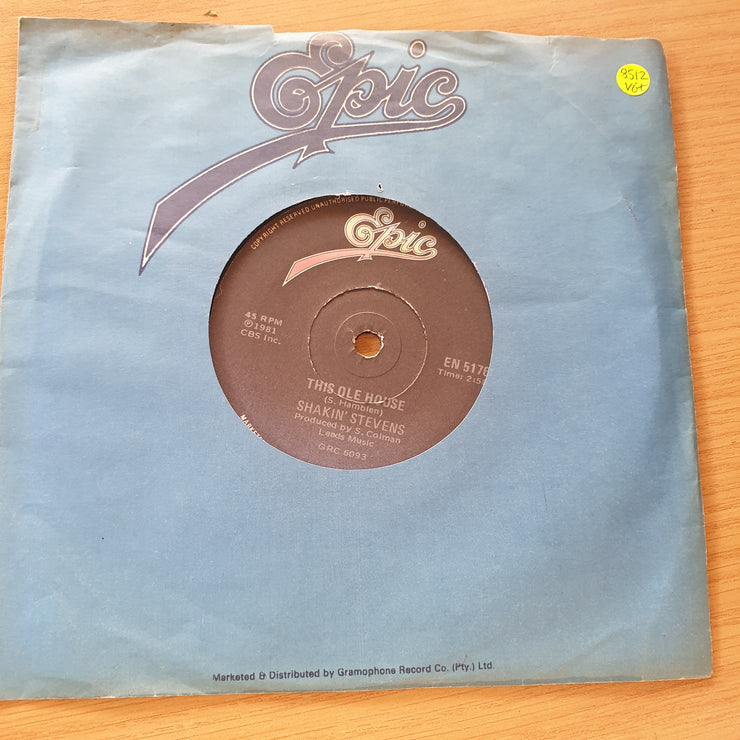 Epic
9512
VG+
COPYRIGHT RESERVED UNAUTHORISED PUBLIC
Epic
45 RPM
℗1981
CBS Inc.
EN 5178
Time: 2:5
THIS OLE HOUSE
(S. Hamblen)
SHAKIN' STEVENS
Produced by S. Colman
Leeds Music
GRC 6093
Marketed & Distributed by Gramophone Record Co. (Pty.) Ltd.